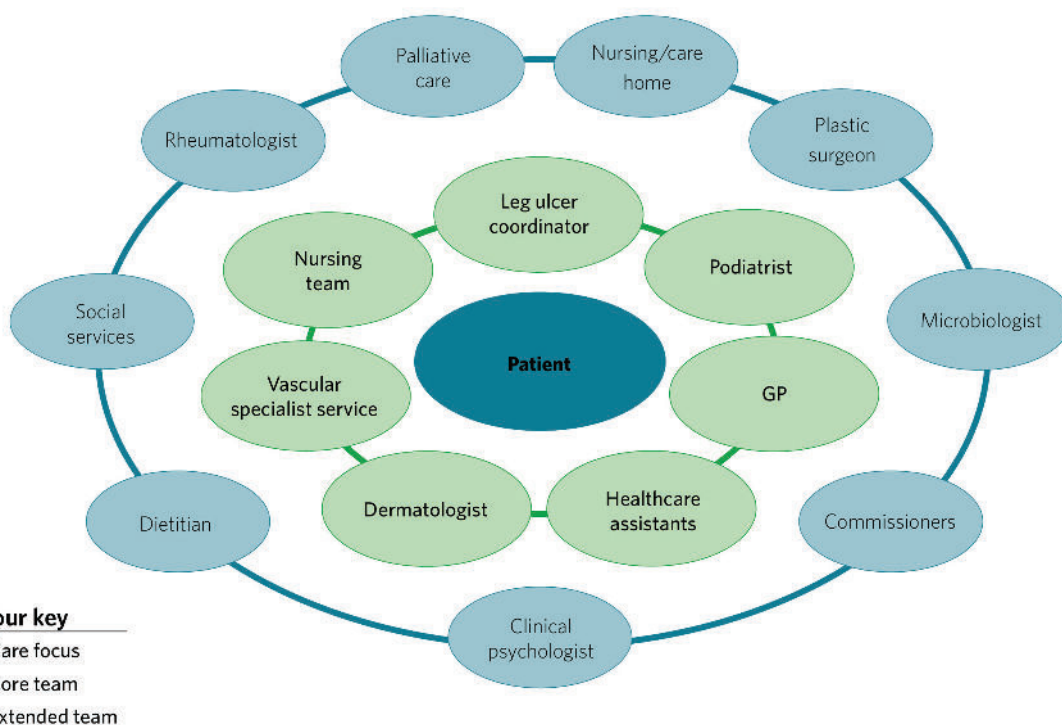 Palliative
care
Nursing/care
home
Rheumatologist
Plastic
surgeon
Leg ulcer
coordinator
Nursing
team
Podiatrist
Social
services
Microbiologist
Patient
Vascular
specialist service
GP
Dermatologist
Healthcare
assistants
Dietitian
Commissioners
Clinical
psychologist
our key
are focus
ore team
xtended team